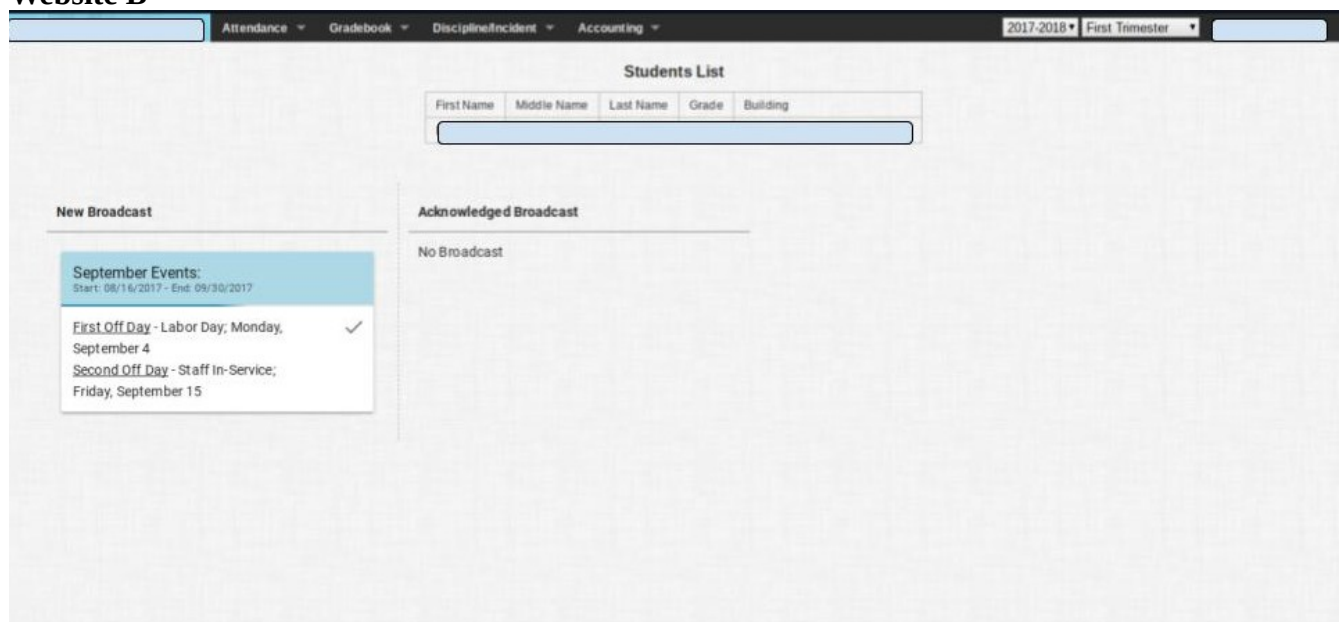 Website B
Attendance Gradebook Discipline/Incident Accounting 2017-2018 First Trimester
Students List
First Name Middle Name Last Name Grade Building
New Broadcast
Acknowledged Broadcast
No Broadcast
September Events:
Start: 08/16/2017 - End: 09/30/2017
First Off Day - Labor Day; Monday,
September 4
Second Off Day - Staff In-Service;
Friday, September 15